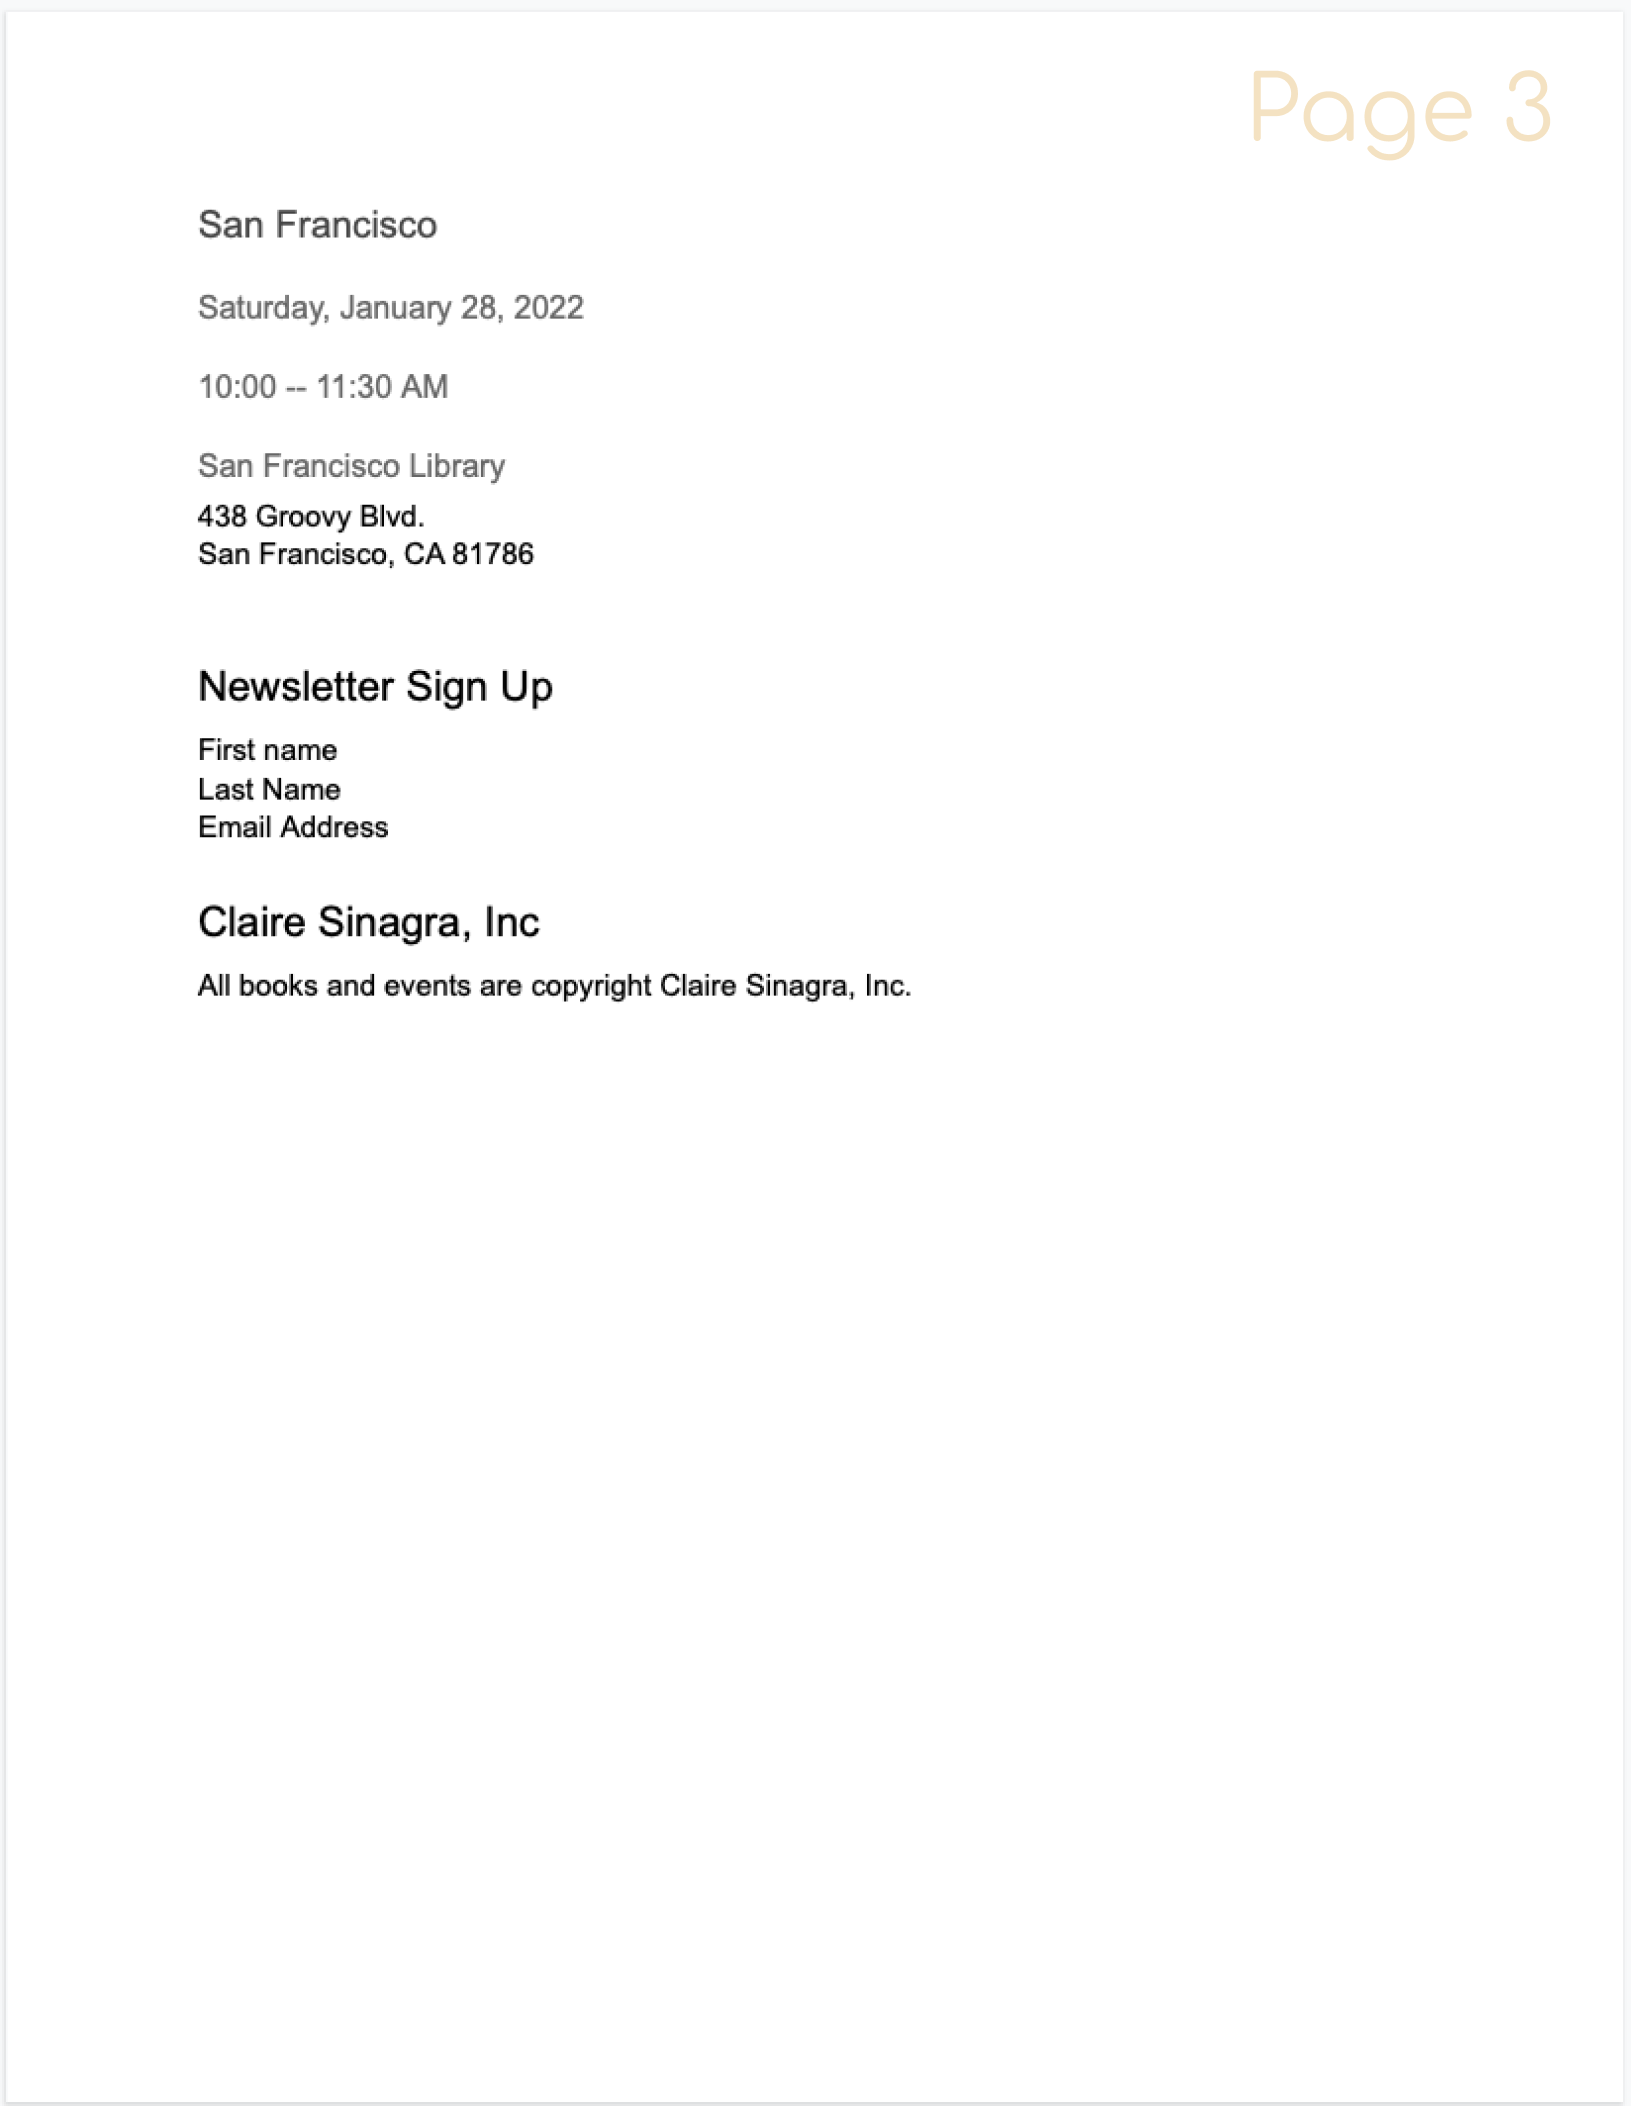 Page 3
San Francisco
Saturday, January 28, 2022
10:00 -- 11:30 AM
San Francisco Library
438 Groovy Blvd.
San Francisco, CA 81786
Newsletter Sign Up
First name
Last Name
Email Address
Claire Sinagra, Inc
All books and events are copyright Claire Sinagra, Inc.